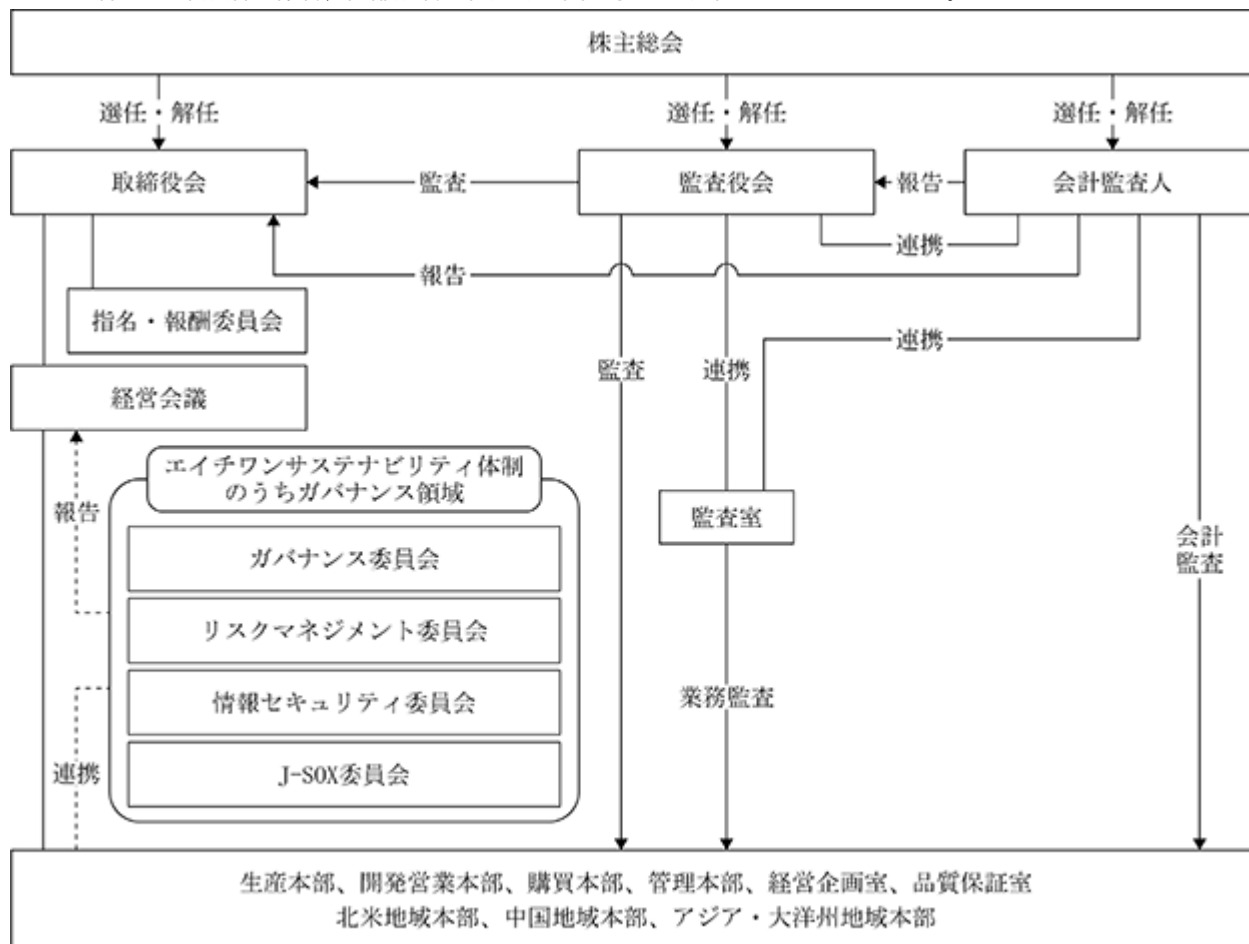 株主総会
選任・解任
選任・解任
選任・解任
取締役会
監査
監査役会
報告
会計監査人
連携
報告
指名・報酬委員会
連携
監査
連携
経営会議
エイチワンサステナビリティ体制
のうちガバナンス領域
報告
監査室
会計
監査
ガバナンス委員会
リスクマネジメント委員会
情報セキュリティ委員会
業務監査
連携
J-SOX委員会
生産本部、開発営業本部、購買本部、管理本部、経営企画室、品質保証室
北米地域本部、中国地域本部、アジア・大洋州地域本部